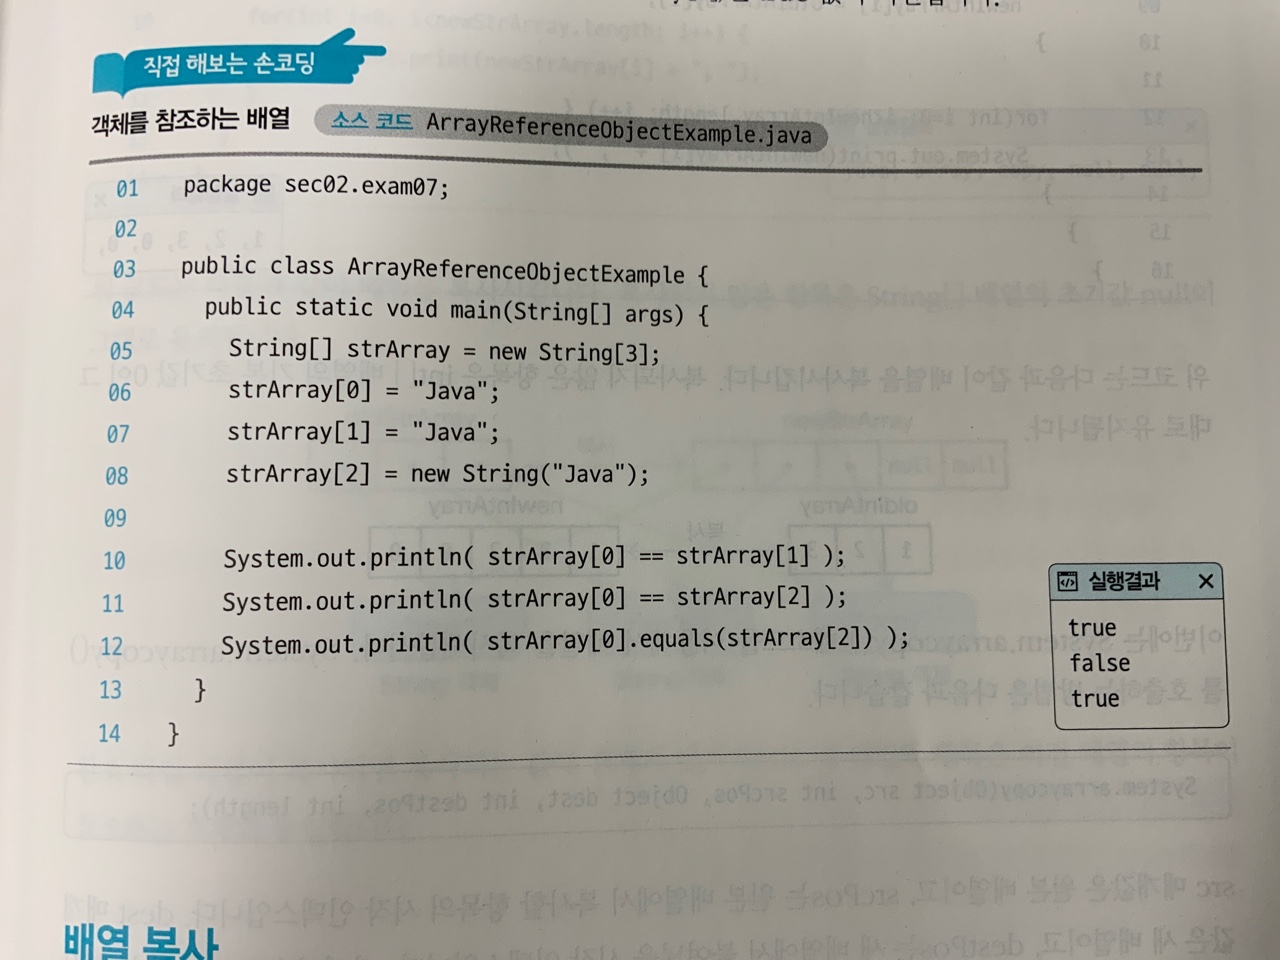 직접 해보는 손코딩
객체를 참조하는 배열 소스 코드 ArrayReferenceObjectExample.java
01 package sec02.exam07;
02
03 public class ArrayReferenceObjectExample {
04 public static void main(String[] args) {
05 String[] strArray = new String[3];
06 strArray[0] = "Java";
07 strArray[1] = "Java";
08 strArray[2] = new String("Java");
09
10 System.out.println( strArray[0] == strArray[1] );
11 System.out.println( strArray[0] == strArray[2] );
12 System.out.println( strArray[0].equals(strArray[2]) );
13 }
14 }
실행결과
true
false
true
배열 복사